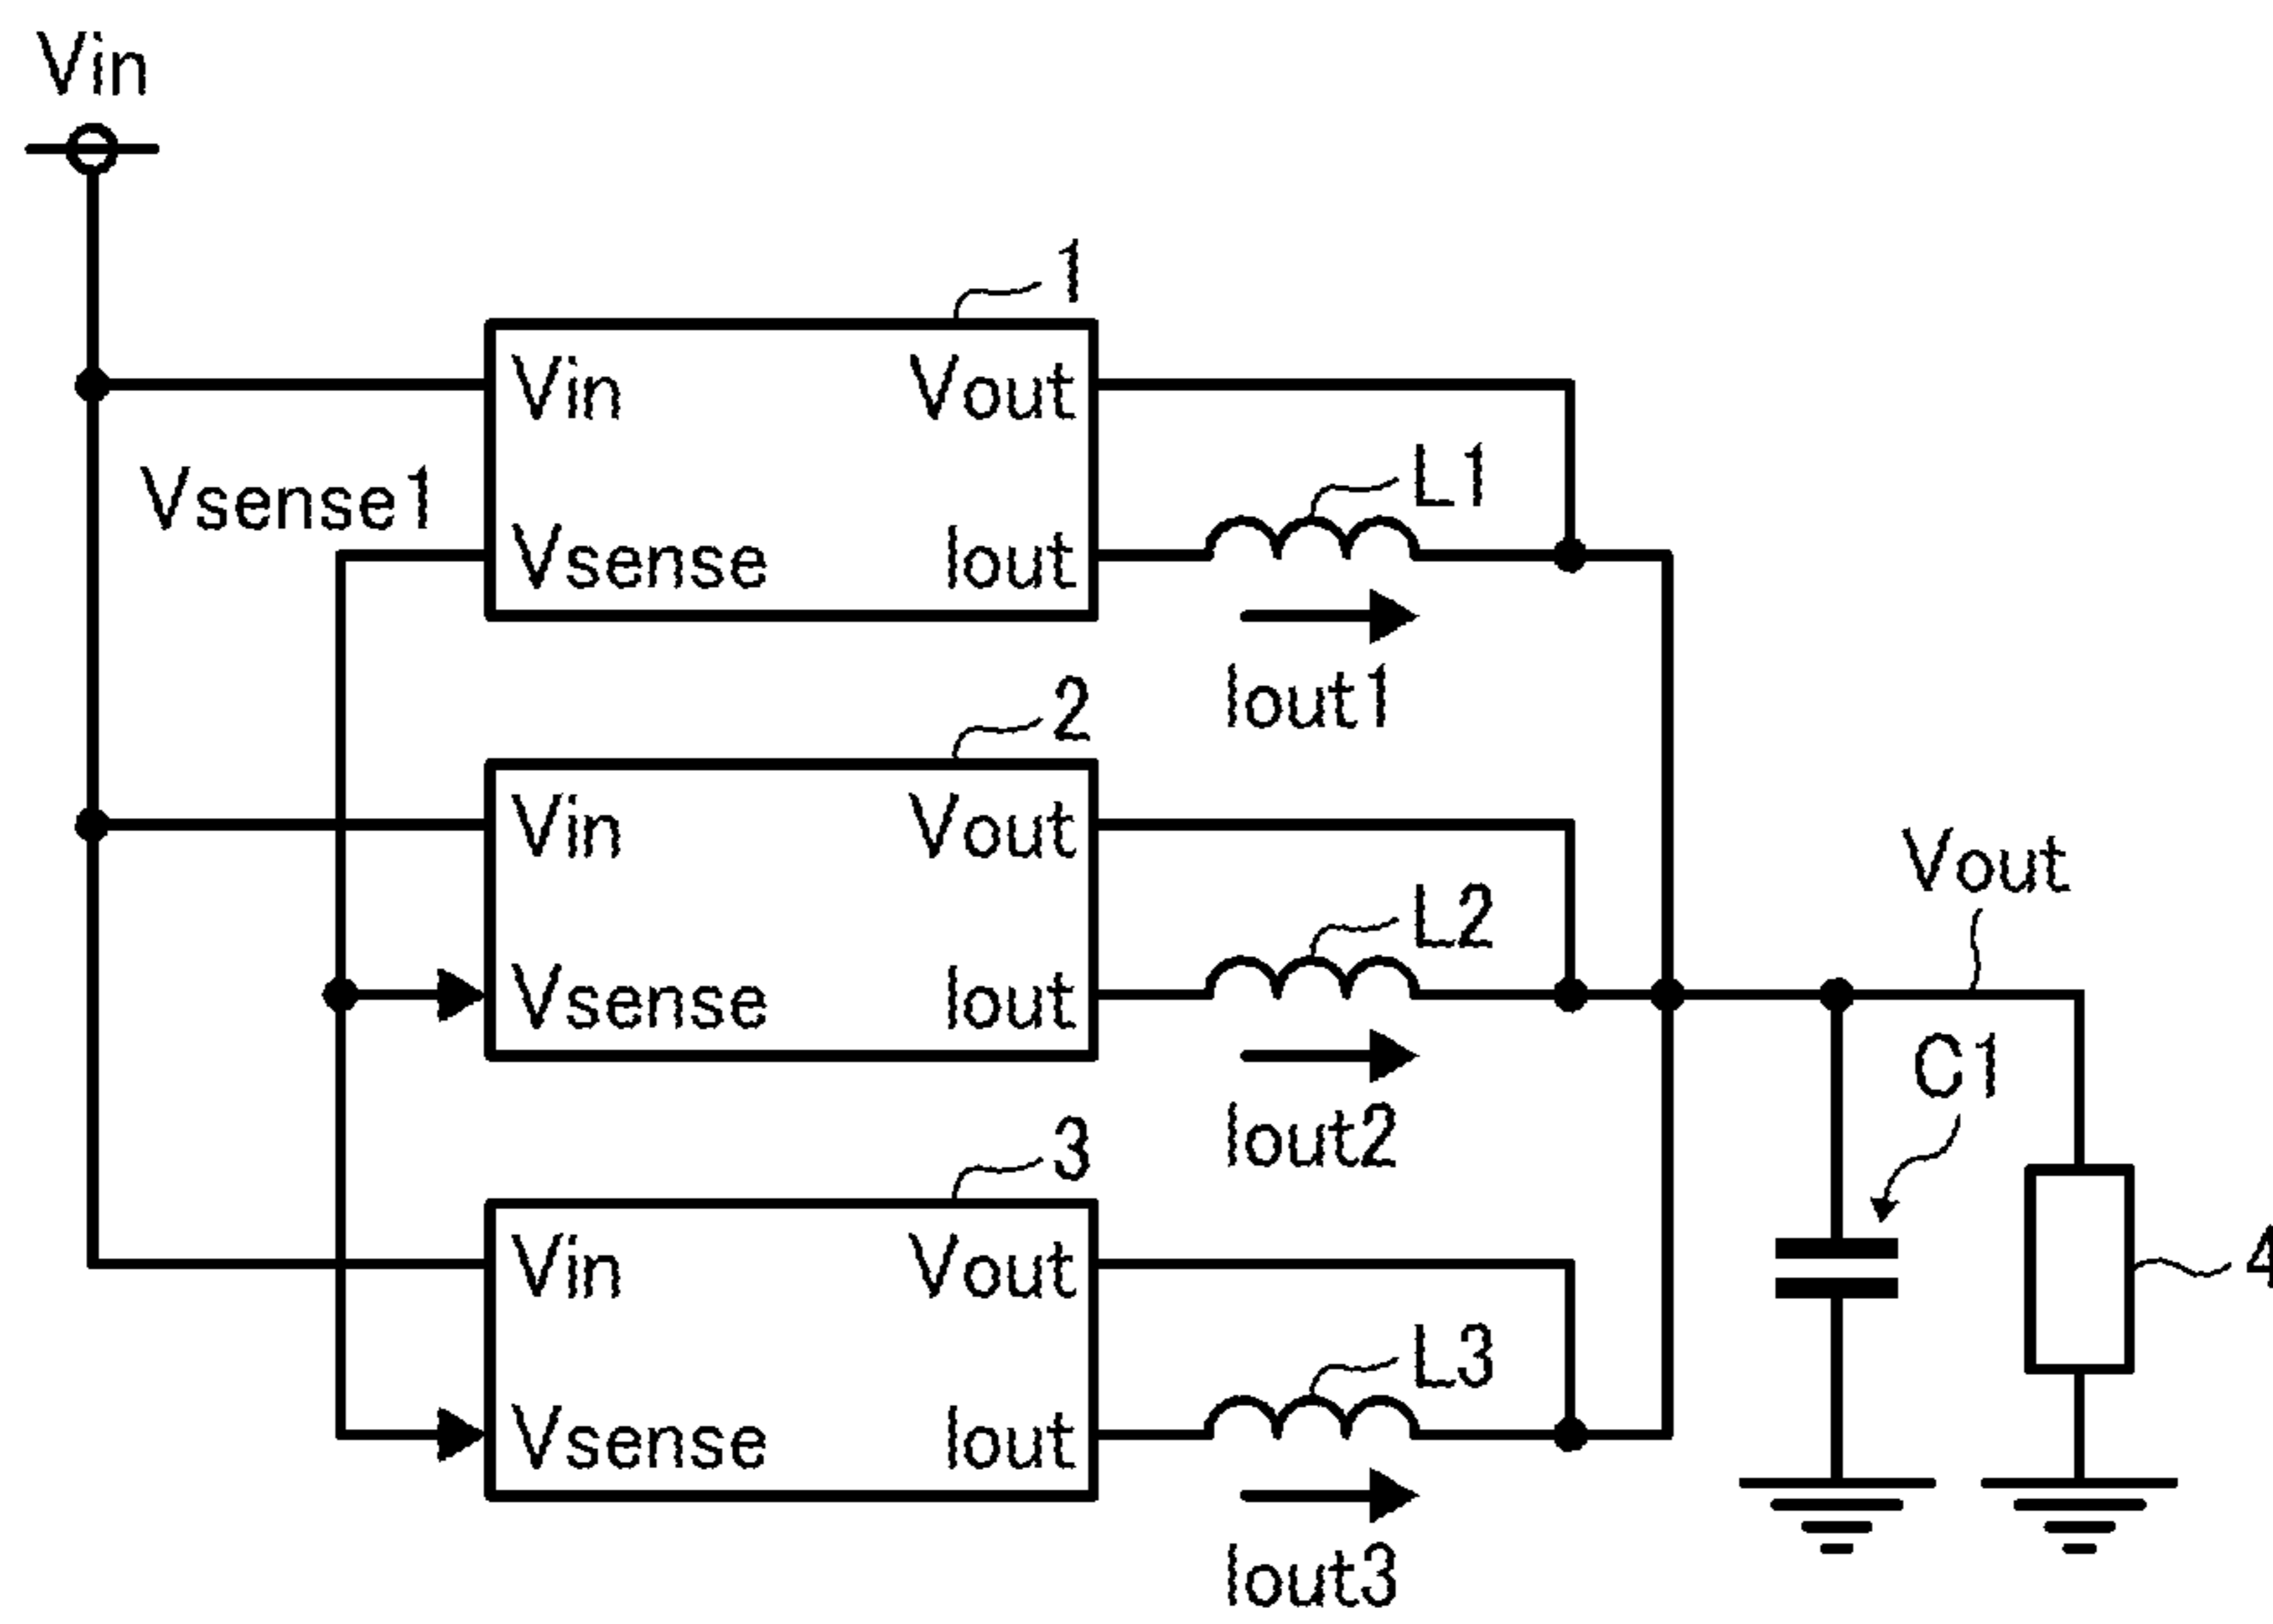 Vin
1
Vin Vout
Vsense1
L1
Vsense Iout
Iout1
2
Vin Vout
Vout
L2
Vsense Iout
C1
Iout2
3
Vin Vout
4
L3
Vsense Iout
Iout3